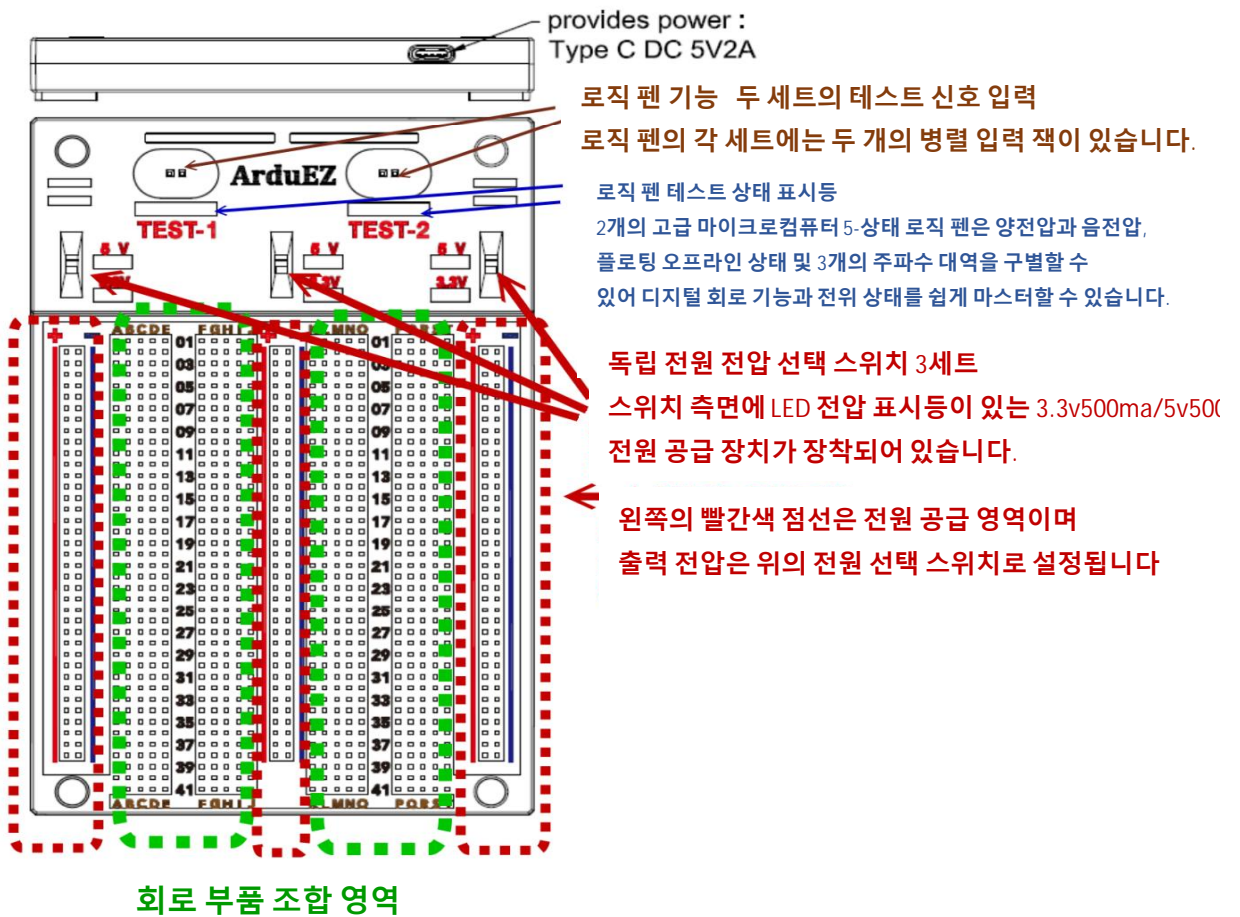 provides power :
Type C DC 5V2A
로직 펜 기능 두 세트의 테스트 신호 입력
로직 펜의 각 세트에는 두 개의 병렬 입력 잭이 있습니다.
ArduEZ
로직 펜 테스트 상태 표시등
2개의 고급 마이크로컴퓨터 5-상태 로직 펜은 양전압과 음전압,
플로팅 오프라인 상태 및 3개의 주파수 대역을 구별할 수
있어 디지털 회로 기능과 전위 상태를 쉽게 마스터할 수 있습니다.
TEST-1 TEST-2
5 V 5 V 5 V
3.3V
독립 전원 전압 선택 스위치 3세트
스위치 측면에 LED 전압 표시등이 있는 3.3v500ma/5v500
전원 공급 장치가 장착되어 있습니다.
왼쪽의 빨간색 점선은 전원 공급 영역이며
출력 전압은 위의 전원 선택 스위치로 설정됩니다
+ - ABCDE FGHI + MNO + -
01 01
03
05 05
07 07
09 09
11 11
13 13
15 15
17 17
19 19
21 21
23 23
25 25
27 27
29 29
31 31
33 33
35 35
37 37
39 39
41 41
ABCDE FGHIJ MNO PQRS
회로 부품 조합 영역